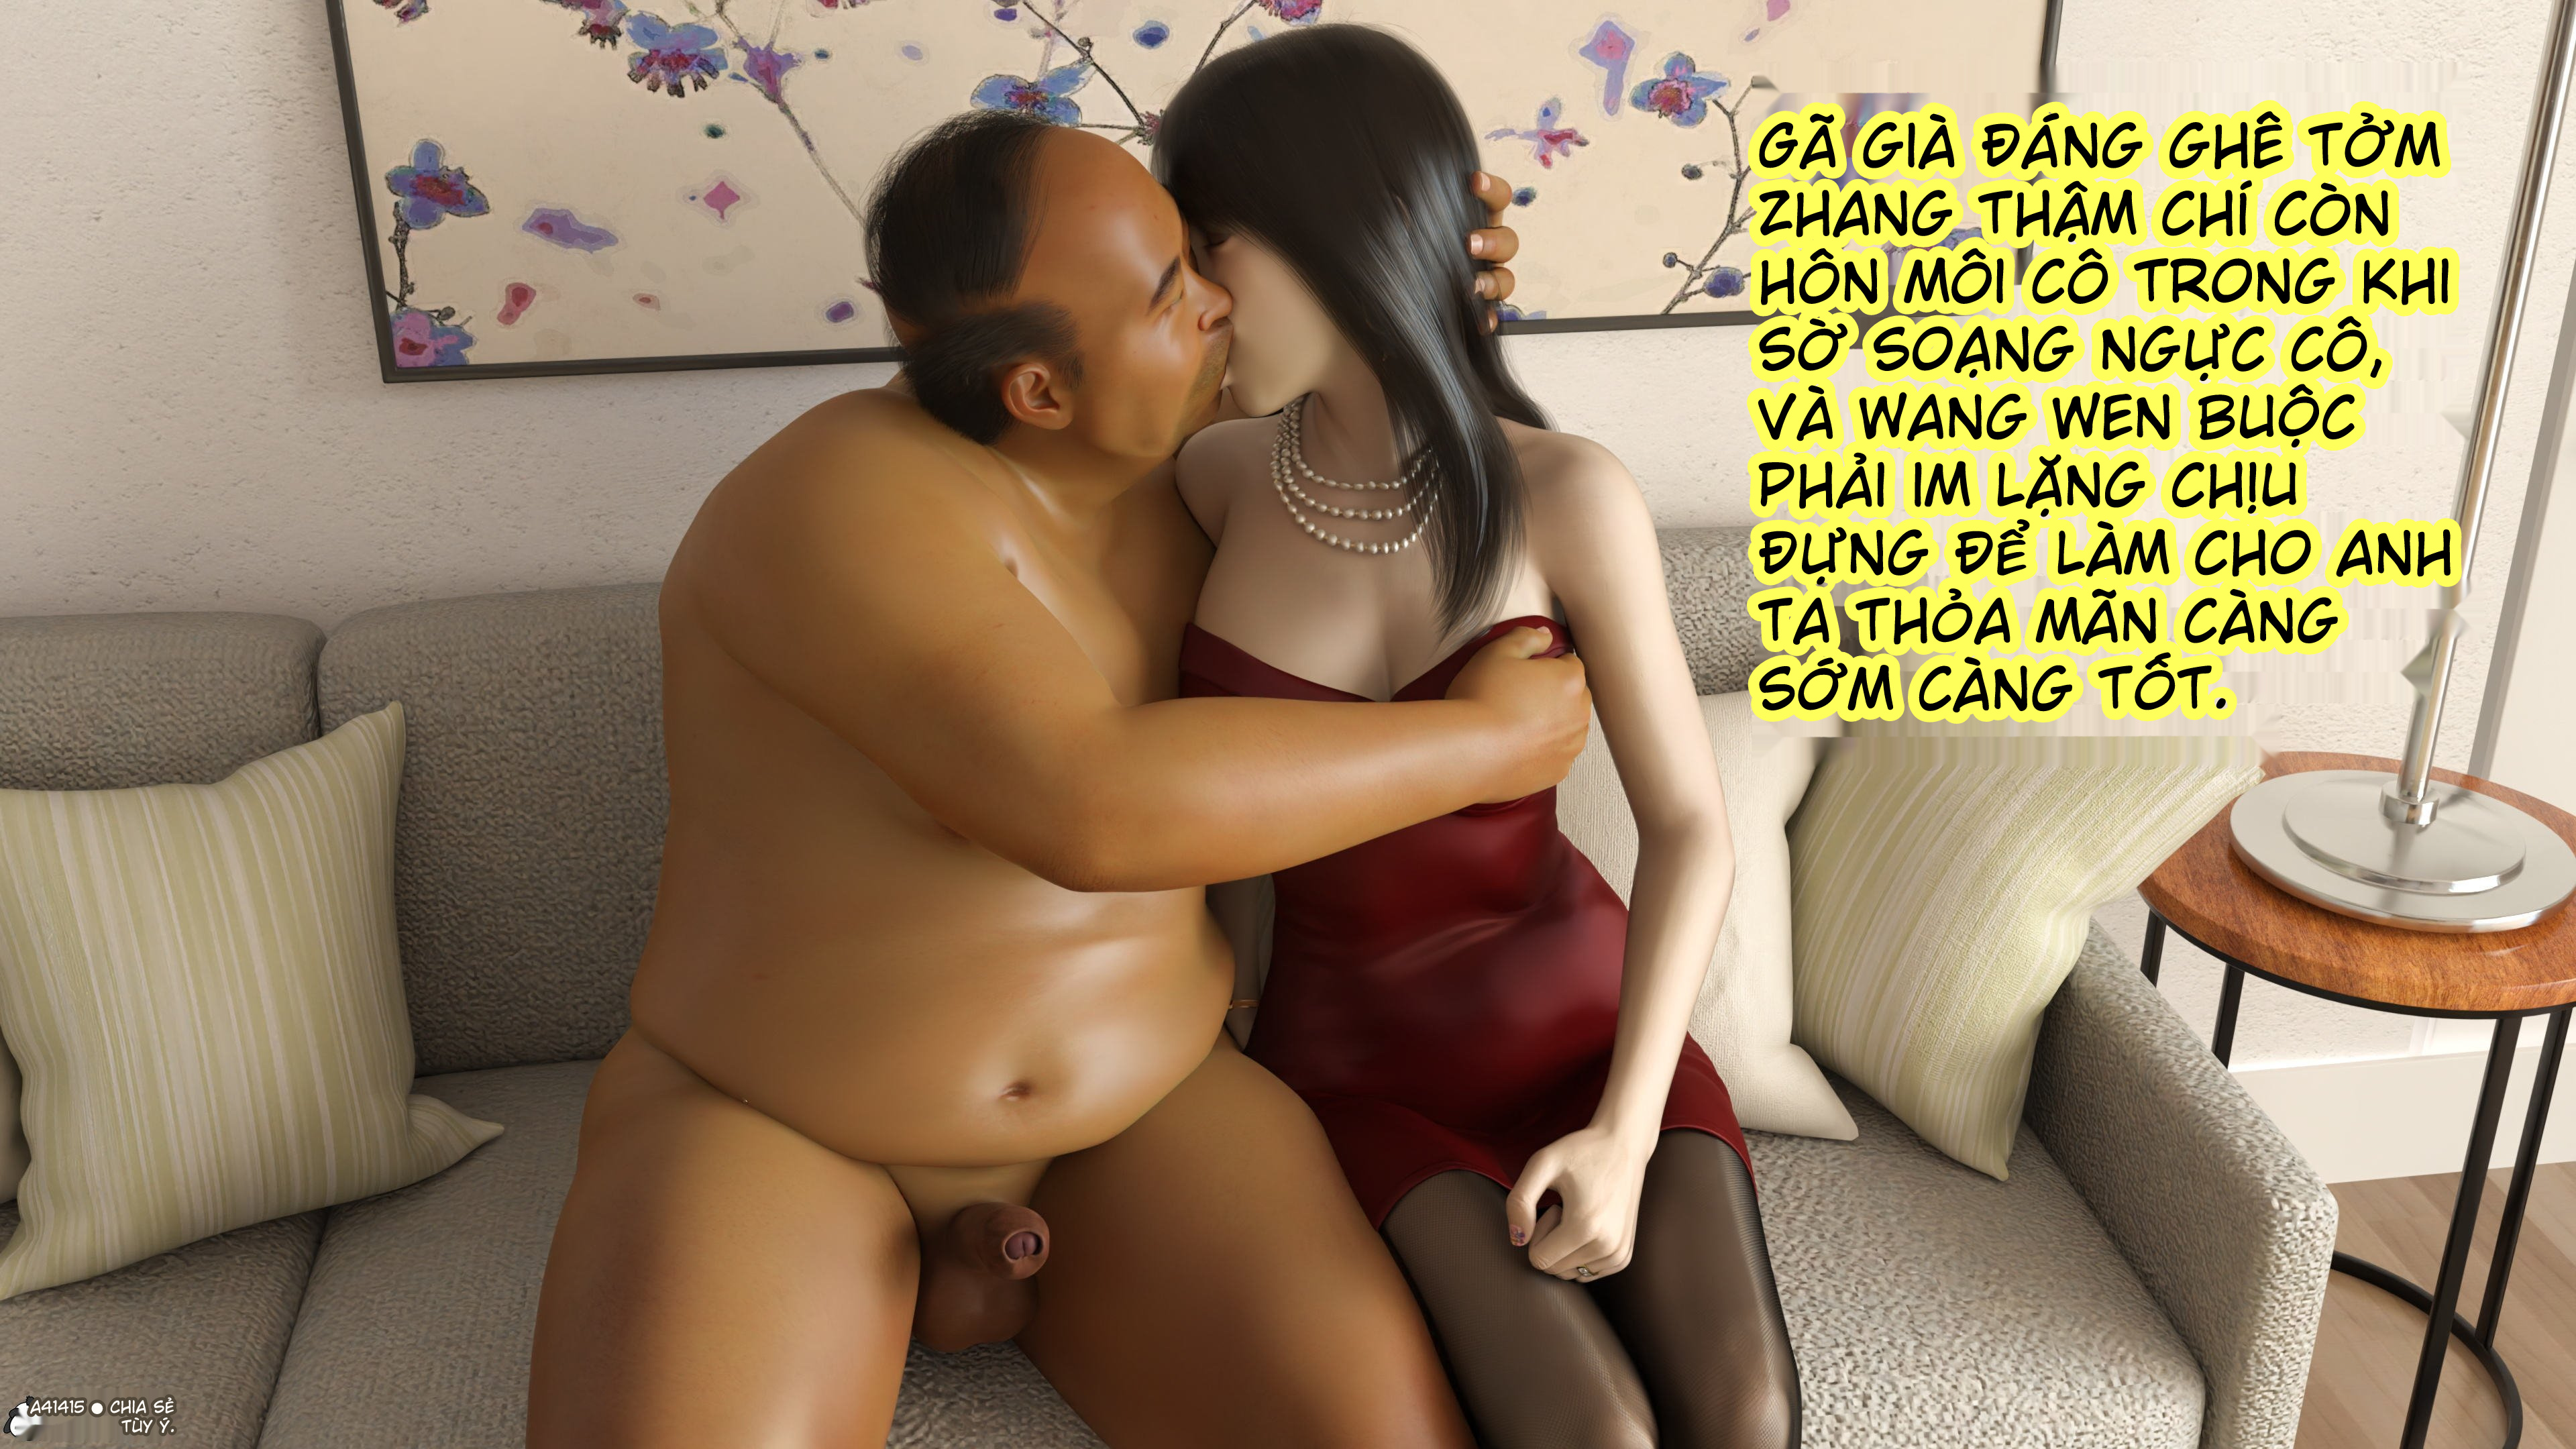 GÃ GIÀ ĐÁNG GHÊ TỞM
ZHANG THẬM CHÍ CÒN
HÔN MÔI CÔ TRONG KHI
SỜ SOẠNG NGỰC CÔ,
VÀ WANG WEN BUỘC
PHẢI IM LẶNG CHỊU
ĐỰNG ĐỂ LÀM CHO ANH
TA THỎA MÃN CÀNG
SỚM CÀNG TỐT.
A41415 ● CHIA SẺ
TÙY Ý.